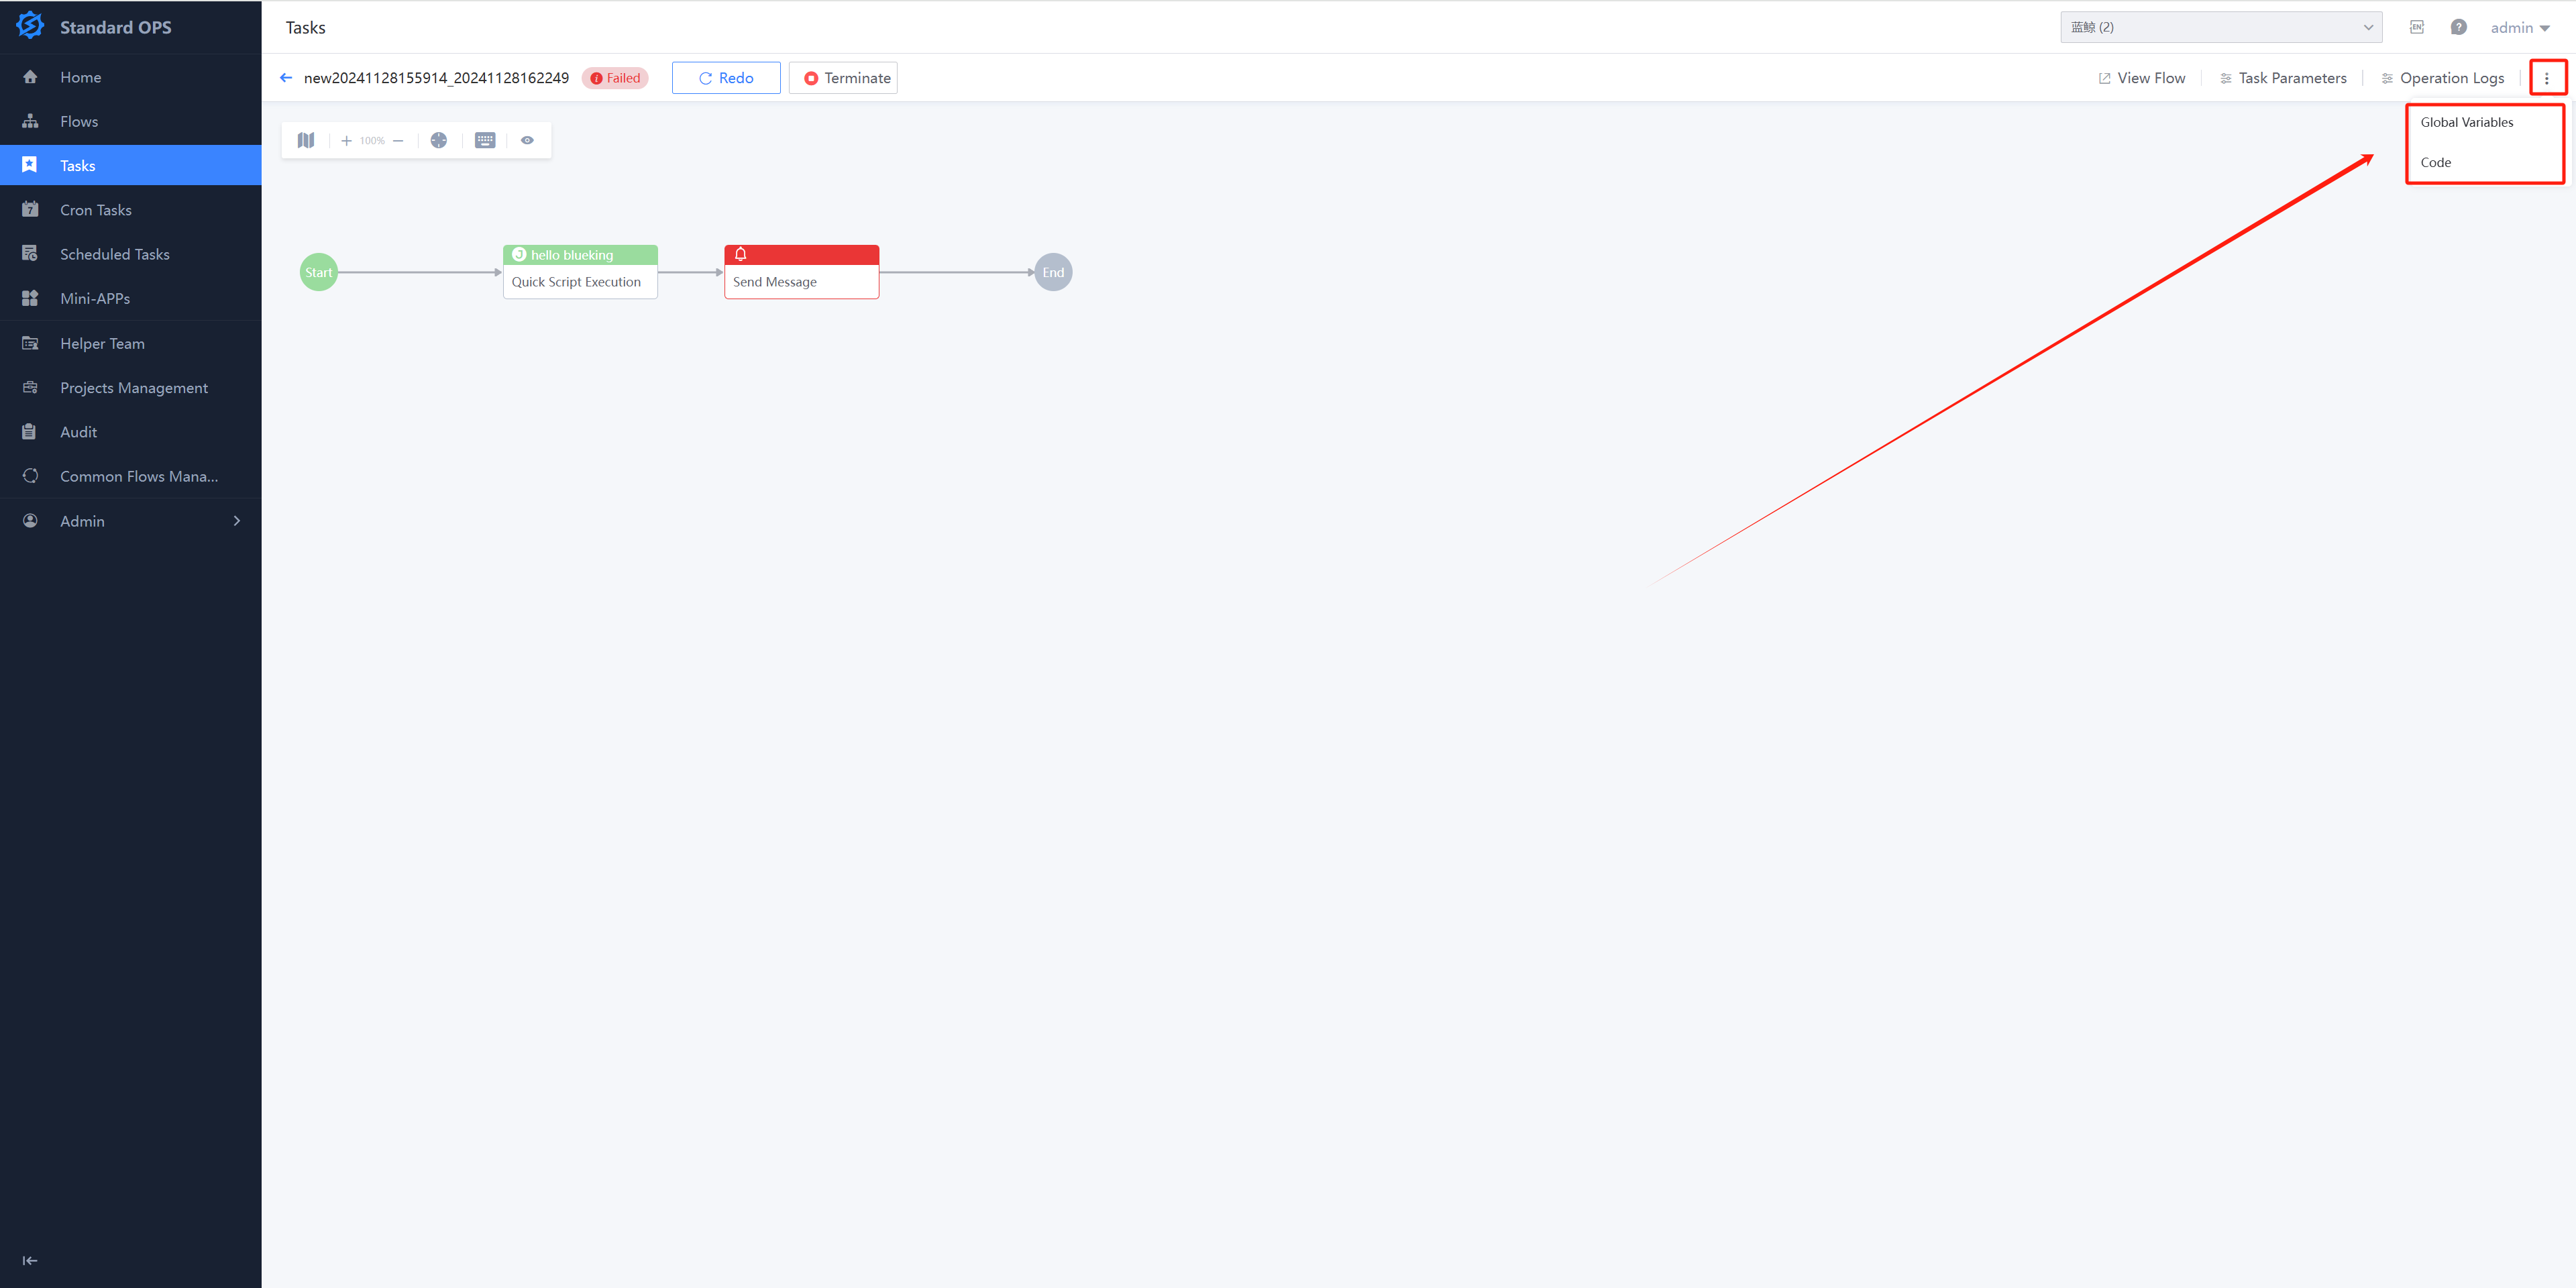 Standard OPS
Tasks
蓝鲸 (2)
EN
?
admin
Home
Flows
Tasks
7
Cron Tasks
Scheduled Tasks
Mini-APPs
Helper Team
Projects Management
Audit
Common Flows Mana...
Admin
new20241128155914_20241128162249
Failed
Redo
Terminate
View Flow
Task Parameters
Operation Logs
Global Variables
Code
100%
Start
J hello blueking
Quick Script Execution
Send Message
End